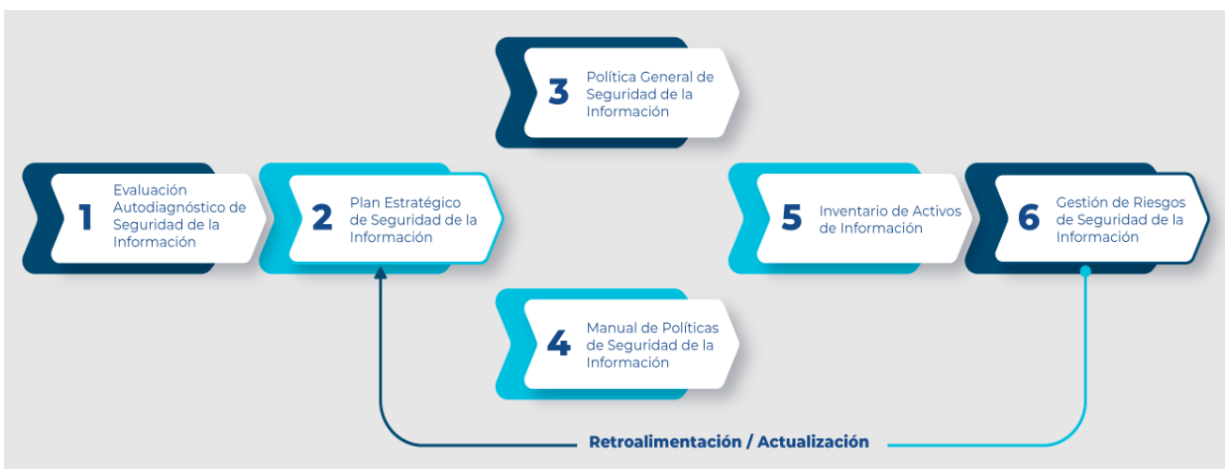 1
Evaluación
Autodiagnóstico de
Seguridad de la
Información
2
Plan Estratégico
de Seguridad de la
Información
3
Política General de
Seguridad de la
Información
4
Manual de Políticas
de Seguridad de la
Información
5
Inventario de Activos
de Información
6
Gestión de Riesgos
de Seguridad de la
Información
Retroalimentación / Actualización